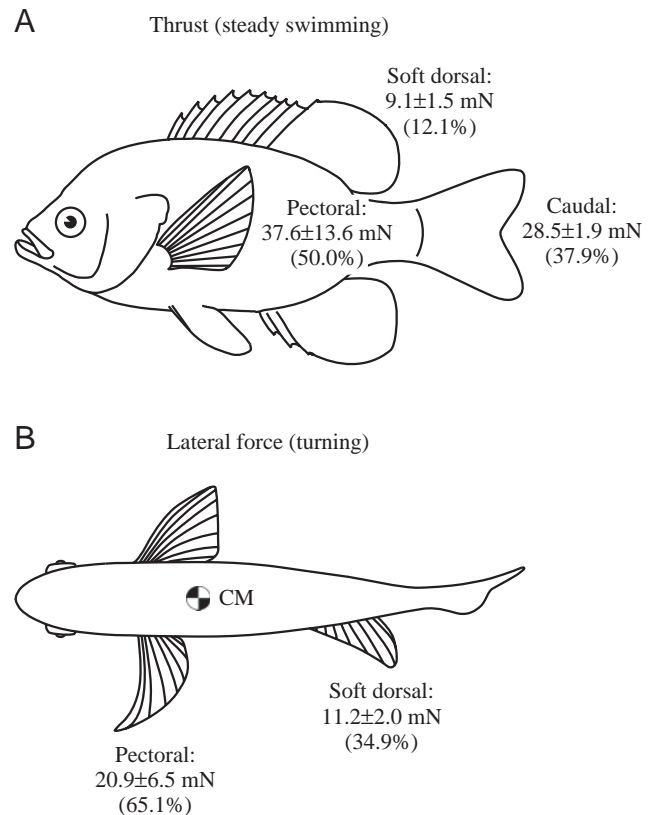 A
Thrust (steady swimming)
Soft dorsal:
9.1±1.5 mN
(12.1%)
Pectoral:
37.6±13.6 mN
(50.0%)
Caudal:
28.5±1.9 mN
(37.9%)
B
Lateral force (turning)
CM
Soft dorsal:
11.2±2.0 mN
(34.9%)
Pectoral:
20.9±6.5 mN
(65.1%)